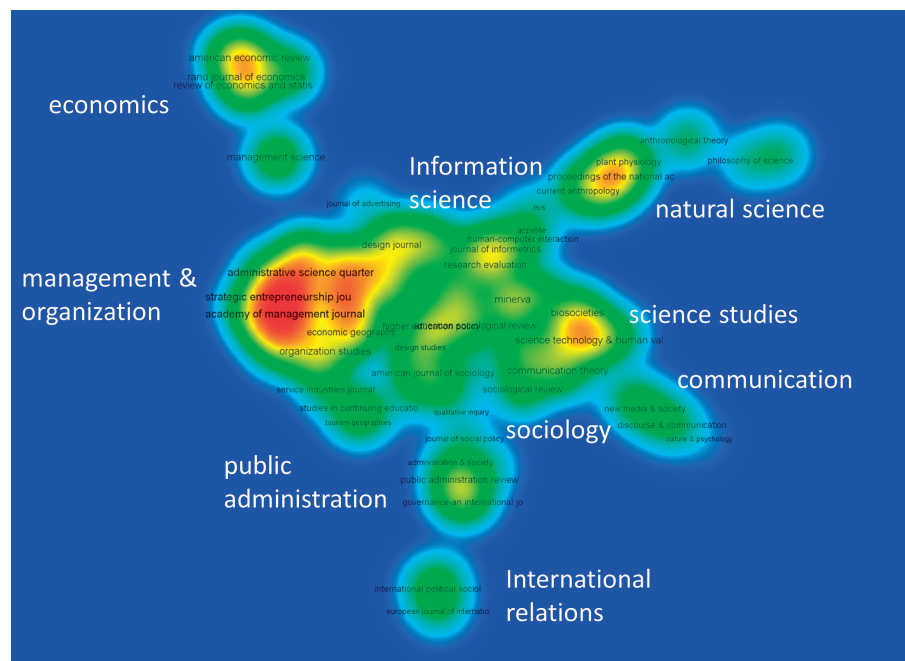 american economic review
rand journal of economics
review of economics and statis
economics
management science
anthropological theory
plant physiology
philosophy of science
proceedings of the national ac
current anthropology
Information
science
journal of advertising
isis
natural science
appetite
human-computer interaction
design journal
journal of informetrics
research evaluation
management &
organization
administrative science quarter
strategic entrepreneurship jou
academy of management journal
minerva
biosocieties
science studies
higher education policy
sociological review
economic geography
science technology & human val
design studies
organization studies
american journal of sociology
communication theory
communication
service industries journal
sociological review
studies in continuing educatio
qualitative inquiry
new media & society
tourism geographies
discourse & communication
sociology
journal of social policy
culture & psychology
public
administration
administration & society
public administration review
governance-an international jo
International
relations
international political sociol
european journal of internatio